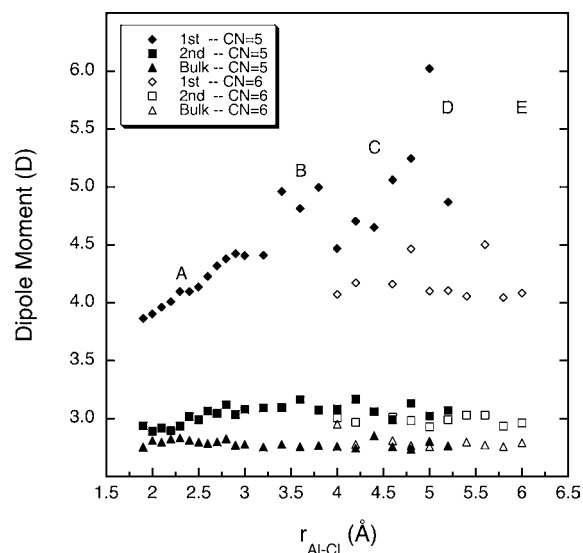 1st -- CN=5
2nd -- CN=5
Bulk -- CN=5
1st -- CN=6
2nd -- CN=6
Bulk -- CN=6
6.0
5.5
5.0
4.5
4.0
3.5
3.0
Dipole Moment (D)
A
B
C
D
E
1.5 2 2.5 3 3.5 4 4.5 5 5.5 6 6.5
r Al-Cl (Å)